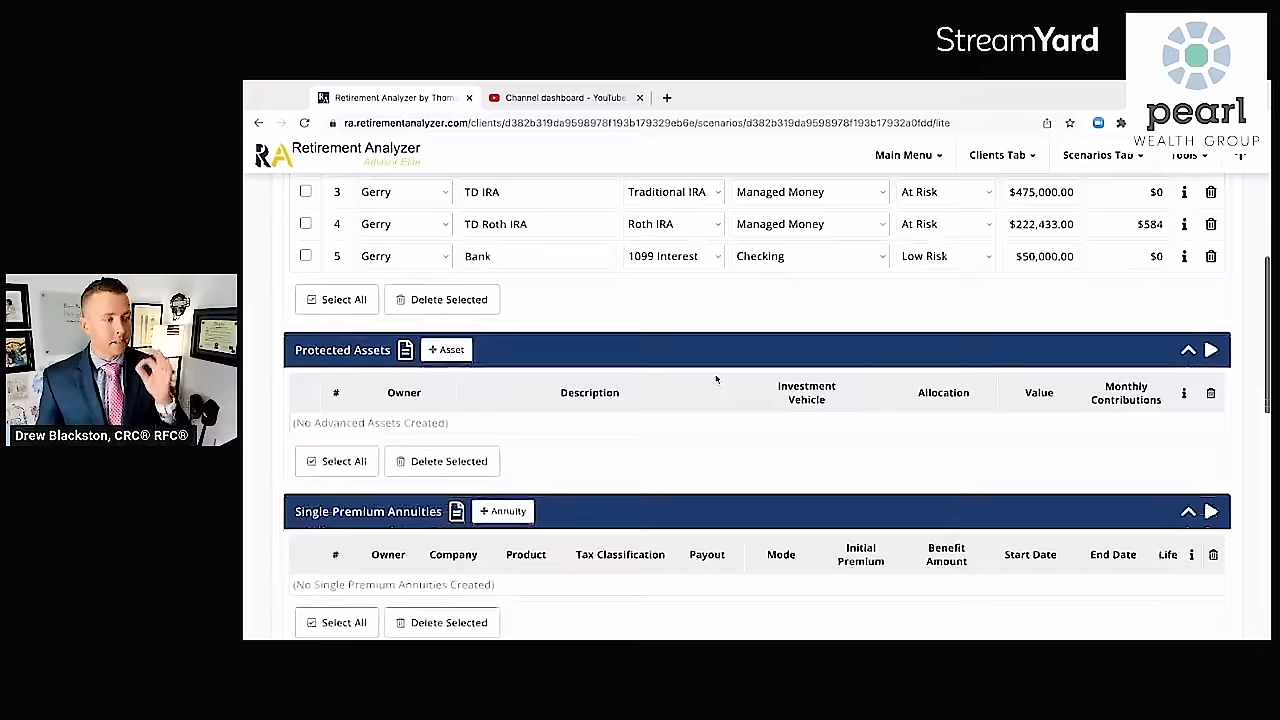 StreamYard
pearl
WEALTH GROUP
Retirement Analyzer by Thom
Channel dashboard - YouTube
ra.retirementanalyzer.com/clients/d382b319da9598978f193b179329eb6e/scenarios/d382b319da9598978f193b17932a0fdd/lite
RA Retirement Analyzer
Advisor Elite
Main Menu Clients Tab Scenarios Tab Tools
3 Gerry TD IRA Traditional IRA Managed Money At Risk $475,000.00 $0
4 Gerry TD Roth IRA Roth IRA Managed Money At Risk $222,433.00 $584
5 Gerry Bank 1099 Interest Checking Low Risk $50,000.00 $0
Select All Delete Selected
Protected Assets + Asset
# Owner Description Investment Vehicle Allocation Value Monthly Contributions
(No Advanced Assets Created)
Select All Delete Selected
Single Premium Annuities + Annuity
# Owner Company Product Tax Classification Payout Mode Initial Premium Benefit Amount Start Date End Date Life
(No Single Premium Annuities Created)
Select All Delete Selected
Drew Blackston, CRC® RFC®